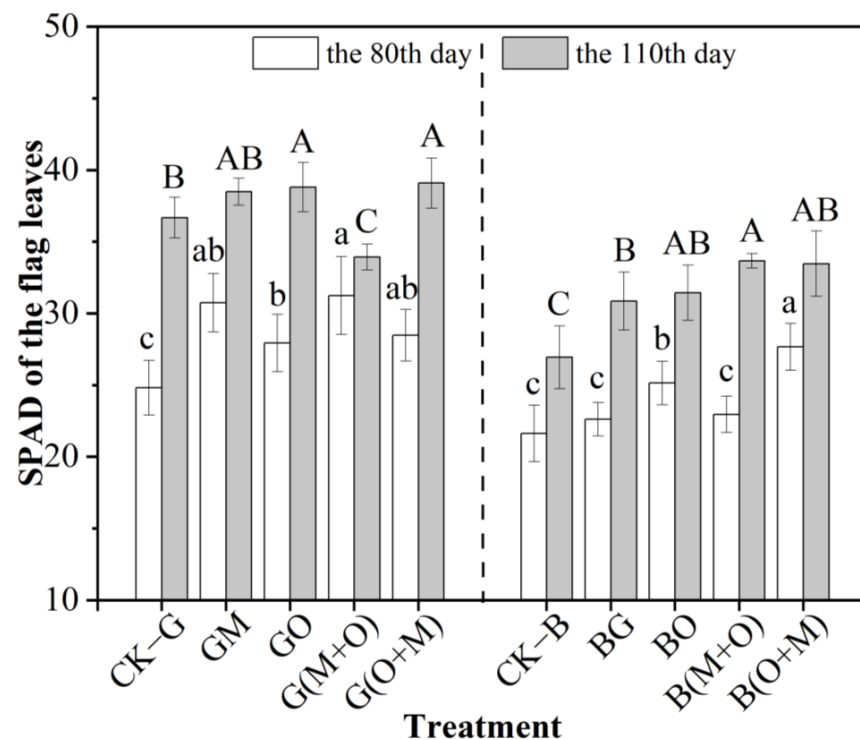 50
the 80th day the 110th day
40
30
20
10
SPAD of the flag leaves
B AB A C A
c ab b a ab
C B AB A AB
c c b c a
CK−G GM GO G(M+O) G(O+M) CK−B BG BO B(M+O) B(O+M)
Treatment